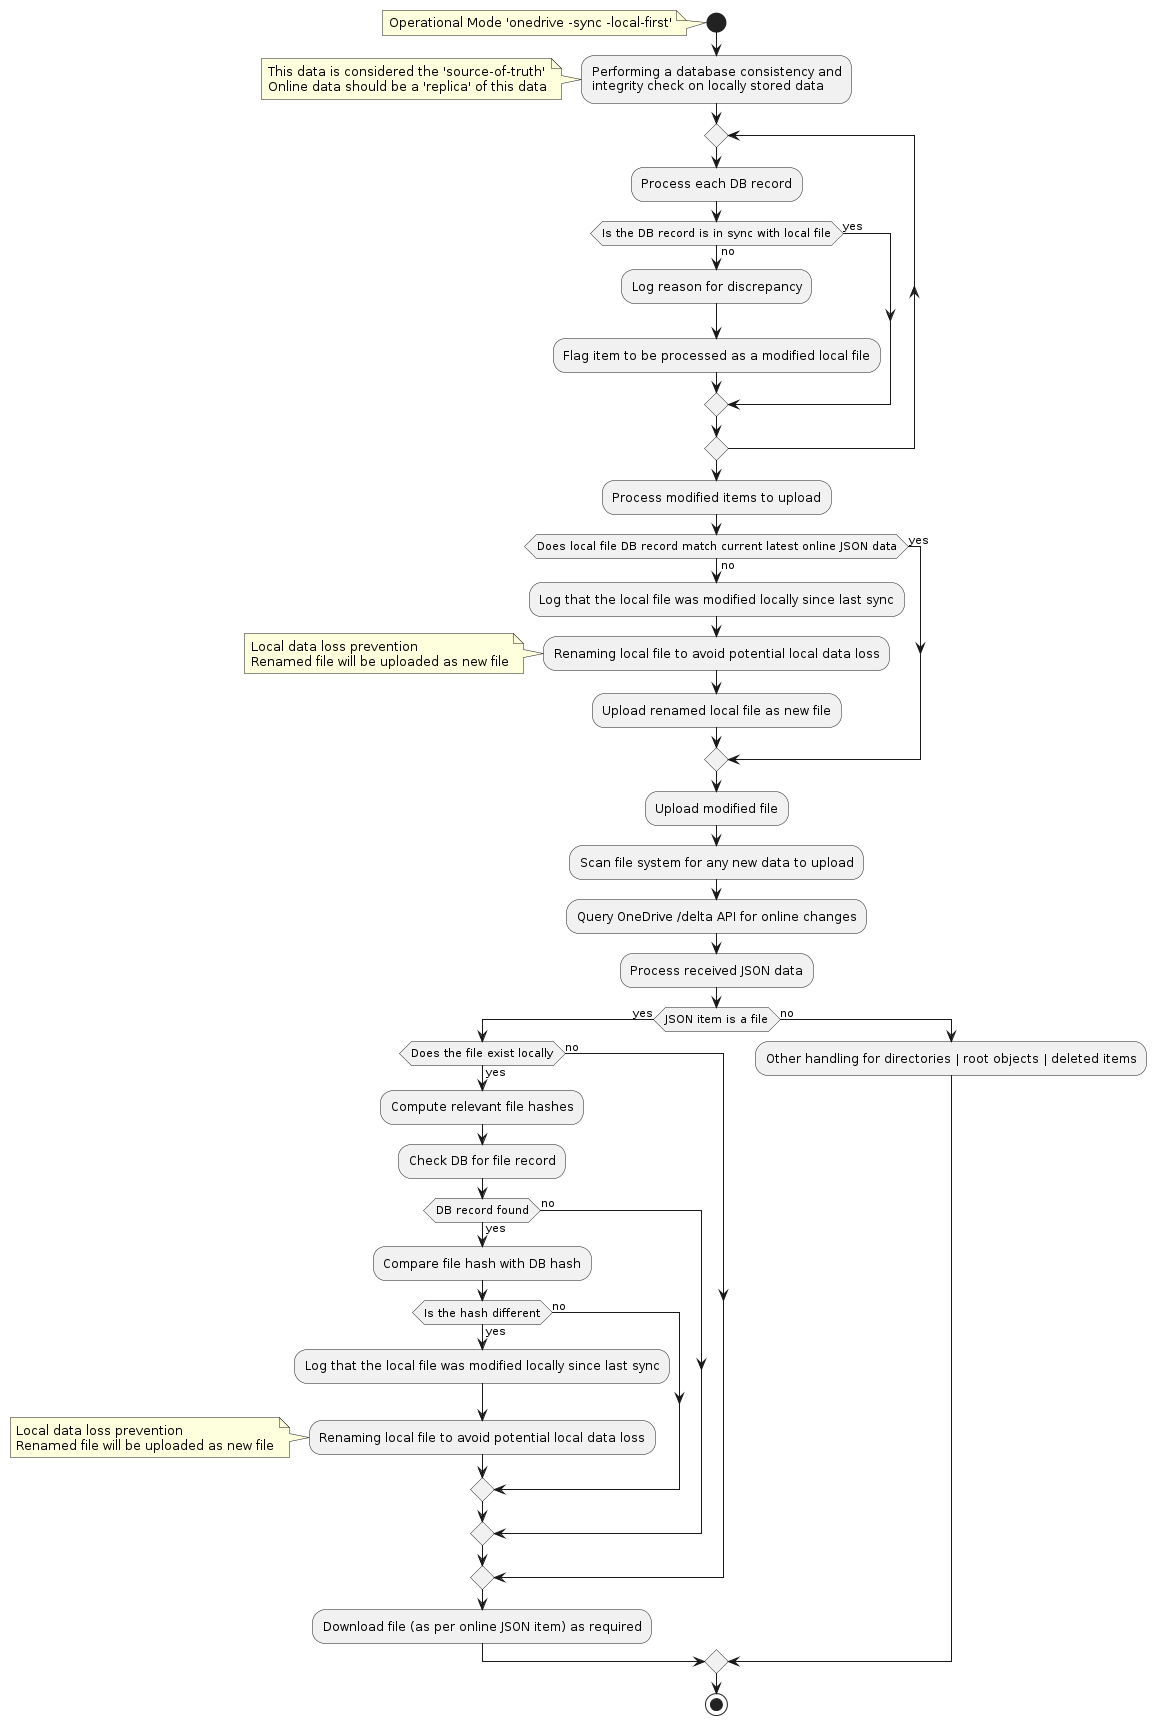 Operational Mode 'onedrive -sync -local-first'
This data is considered the 'source-of-truth'
Online data should be a 'replica' of this data
Performing a database consistency and
integrity check on locally stored data
Process each DB record
Is the DB record is in sync with local file
yes
no
Log reason for discrepancy
Flag item to be processed as a modified local file
Process modified items to upload
Does local file DB record match current latest online JSON data
yes
no
Log that the local file was modified locally since last sync
Local data loss prevention
Renamed file will be uploaded as new file
Renaming local file to avoid potential local data loss
Upload renamed local file as new file
Upload modified file
Scan file system for any new data to upload
Query OneDrive /delta API for online changes
Process received JSON data
yes
JSON item is a file
no
Does the file exist locally
no
yes
Other handling for directories | root objects | deleted items
Compute relevant file hashes
Check DB for file record
DB record found
no
yes
Compare file hash with DB hash
Is the hash different
no
yes
Log that the local file was modified locally since last sync
Local data loss prevention
Renamed file will be uploaded as new file
Renaming local file to avoid potential local data loss
Download file (as per online JSON item) as required